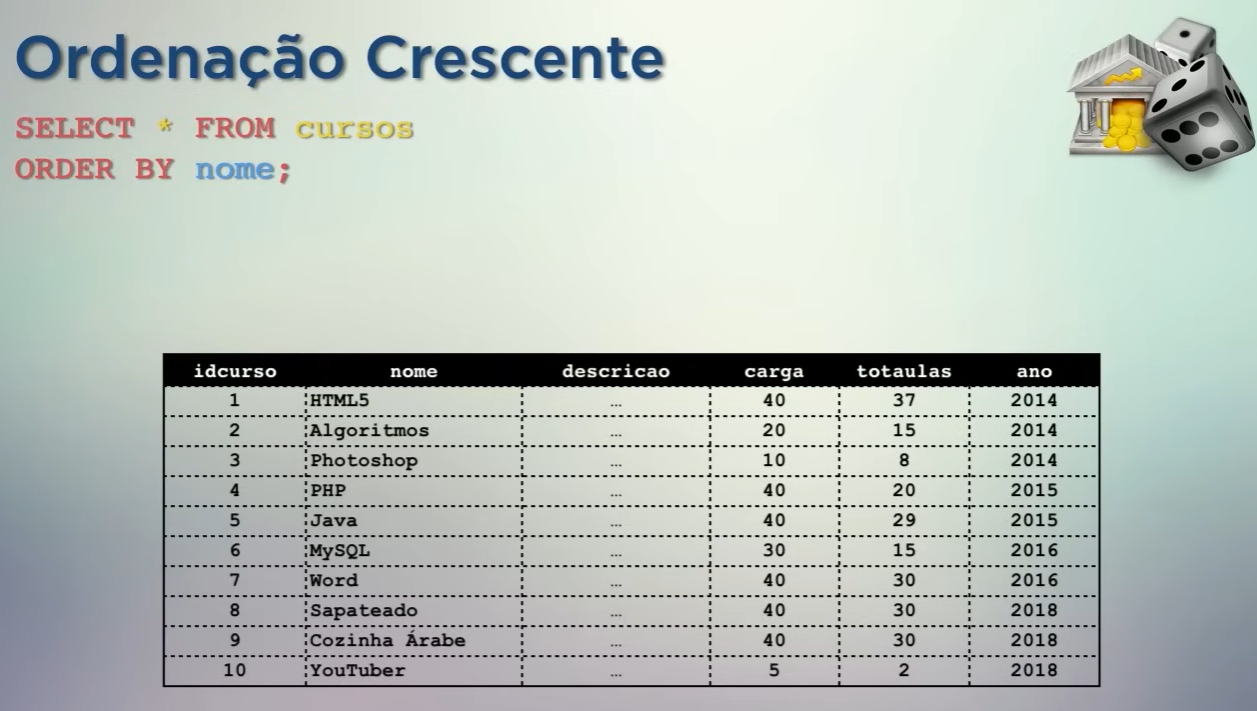 Ordenação Crescente
SELECT * FROM cursos
ORDER BY nome;
idcurso nome descricao carga totaulas ano
1 HTML5 … 40 37 2014
2 Algoritmos … 20 15 2014
3 Photoshop … 10 8 2014
4 PHP … 40 20 2015
5 Java … 40 29 2015
6 MySQL … 30 15 2016
7 Word … 40 30 2016
8 Sapateado … 40 30 2018
9 Cozinha Árabe … 40 30 2018
10 YouTuber … 5 2 2018